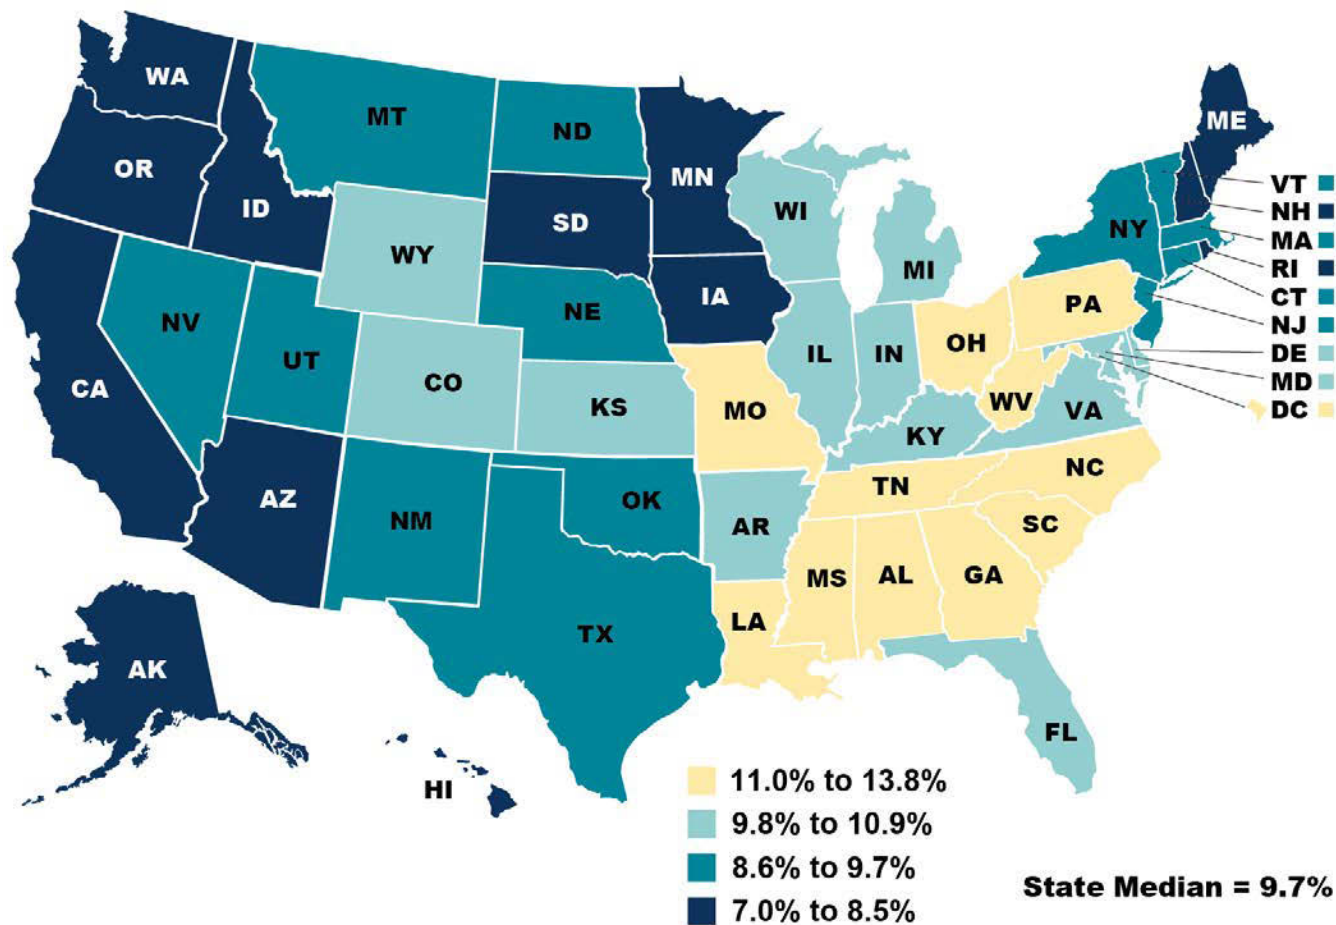 WA
MT
ND
MN
ME
OR
ID
SD
WI
VT
NH
NY
MA
WY
MI
RI
IA
CT
NE
PA
NV
NJ
UT
IL
IN
OH
DE
CA
CO
MD
KS
MO
WV
VA
DC
KY
NC
TN
AZ
NM
OK
AR
SC
MS
AL
GA
LA
TX
AK
FL
HI
11.0% to 13.8%
9.8% to 10.9%
8.6% to 9.7%
7.0% to 8.5%
State Median = 9.7%